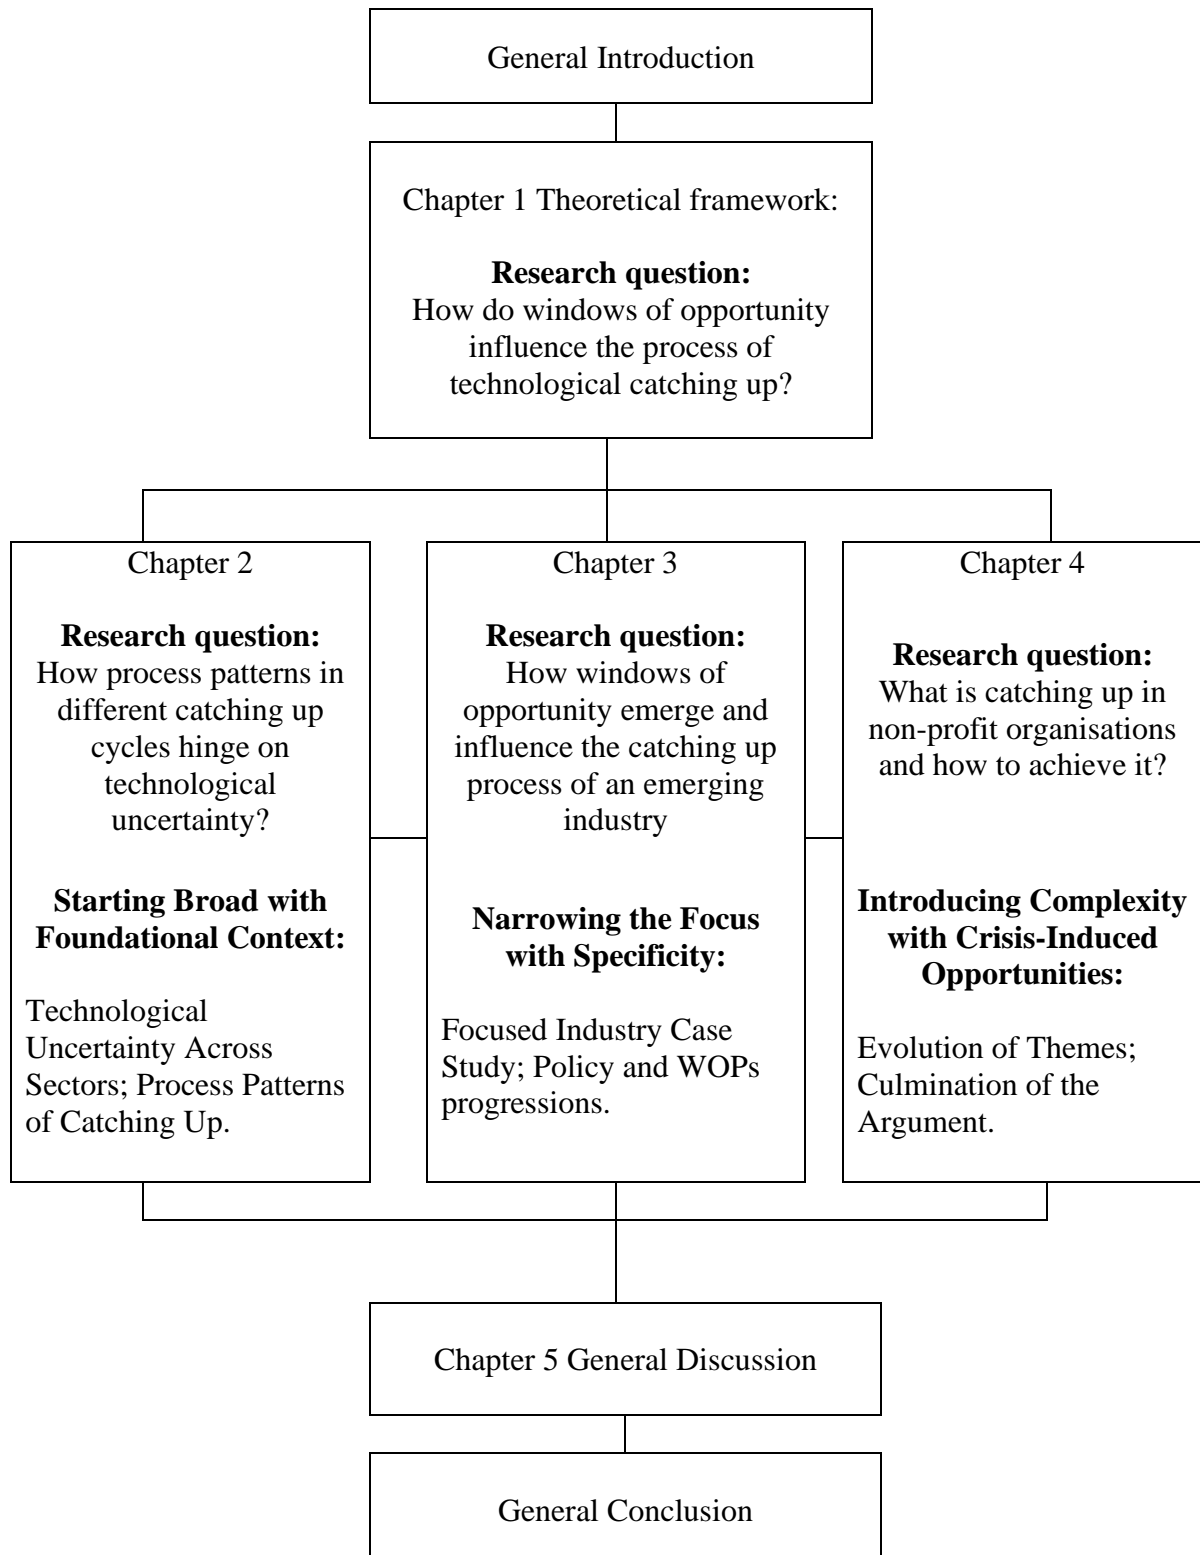 General Introduction
Chapter 1 Theoretical framework:
Research question:
How do windows of opportunity
influence the process of
technological catching up?
Chapter 2
Research question:
How process patterns in
different catching up
cycles hinge on
technological
uncertainty?
Starting Broad with
Foundational Context:
Technological
Uncertainty Across
Sectors; Process Patterns
of Catching Up.
Chapter 3
Research question:
How windows of
opportunity emerge and
influence the catching up
process of an emerging
industry
Narrowing the Focus
with Specificity:
Focused Industry Case
Study; Policy and WOPs
progressions.
Chapter 4
Research question:
What is catching up in
non-profit organisations
and how to achieve it?
Introducing Complexity
with Crisis-Induced
Opportunities:
Evolution of Themes;
Culmination of the
Argument.
Chapter 5 General Discussion
General Conclusion